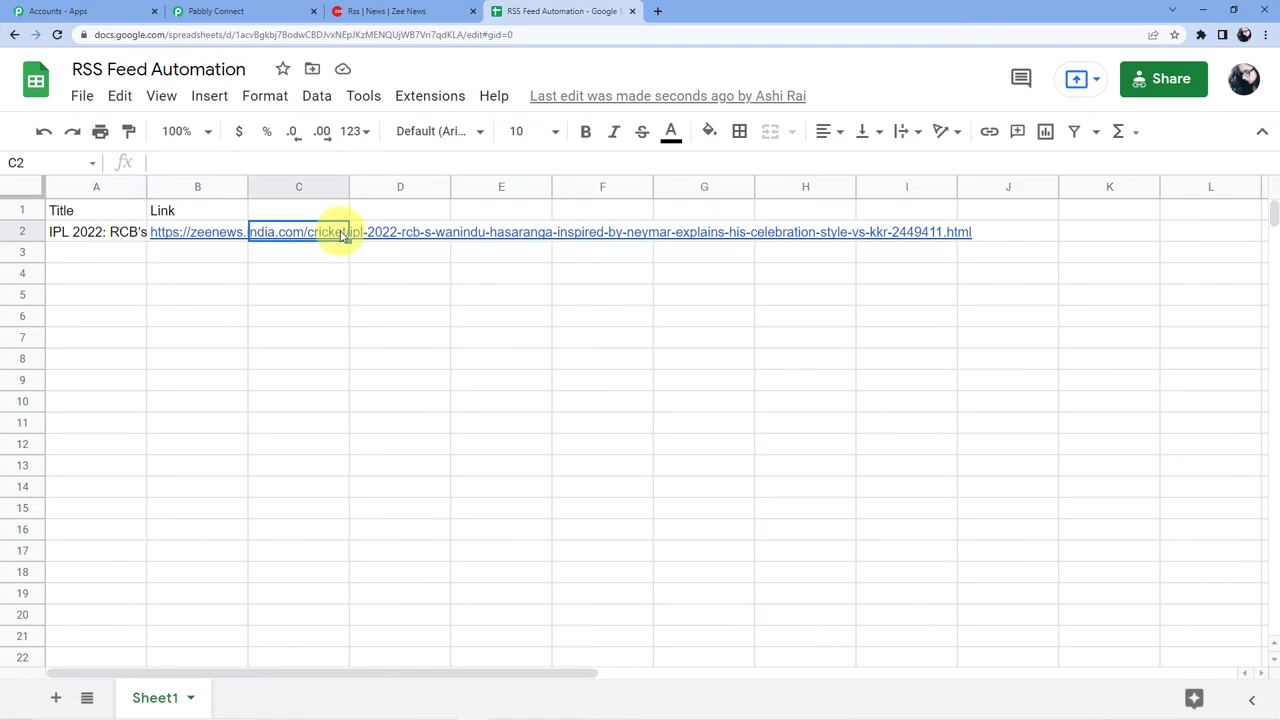 Accounts - Apps
Pabbly Connect
Rss | News | Zee News
RSS Feed Automation - Google S
docs.google.com/spreadsheets/d/1acvBgkbj7BodwCBDJvxNEpJKzMENQUjWB7Vri7qdKLA/edit#gid=0
RSS Feed Automation
File Edit View Insert Format Data Tools Extensions Help Last edit was made seconds ago by Ashi Rai
Share
100% $ % .0 .00 123 Default (Ari... 10 B I S A
C2 fx
A B C D E F G H I J K L
1 Title Link
2 IPL 2022: RCB's https://zeenews.india.com/cricket/ipl-2022-rcb-s-wanindu-hasaranga-inspired-by-neymar-explains-his-celebration-style-vs-kkr-2449411.html
3
4
5
6
7
8
9
10
11
12
13
14
15
16
17
18
19
20
21
22
Sheet1